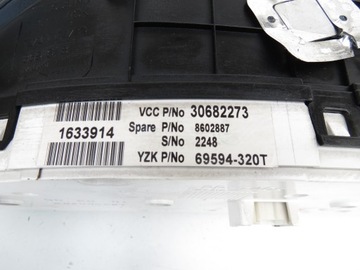 VCC P/No 30682273
1633914 Spare P/No 8602887
S/No 2248
YZK P/No 69594-320T